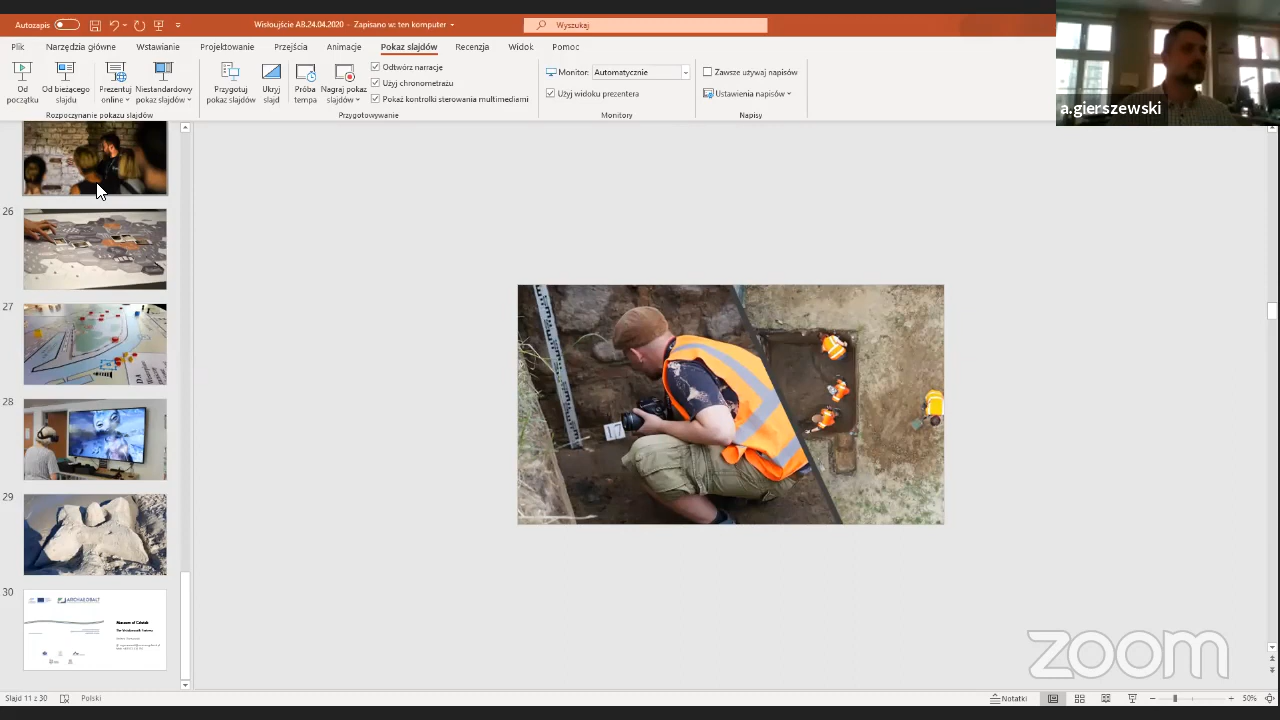 Autozapis
Wisłoujście AB.24.04.2020 - Zapisano w: ten komputer
Wyszukaj
Plik Narzędzia główne Wstawianie Projektowanie Przejścia Animacje Pokaz slajdów Recenzja Widok Pomoc
Od początku
Od bieżącego slajdu
Prezentuj online
Niestandardowy pokaz slajdów
Rozpoczynanie pokazu slajdów
Przygotuj pokaz slajdów
Ukryj slajd
Próba tempa
Nagraj pokaz slajdów
Odtwórz narracje
Użyj chronometrażu
Pokaż kontrolki sterowania multimediami
Przygotowywanie
Monitor: Automatycznie
Użyj widoku prezentera
Monitory
Zawsze używaj napisów
Ustawienia napisów
Napisy
a.gierszewski
26
27
28
29
30
ARCHAEOBALT
Museum of Gdańsk
17
zoom
Slajd 11 z 30
Polski
Notatki
50%